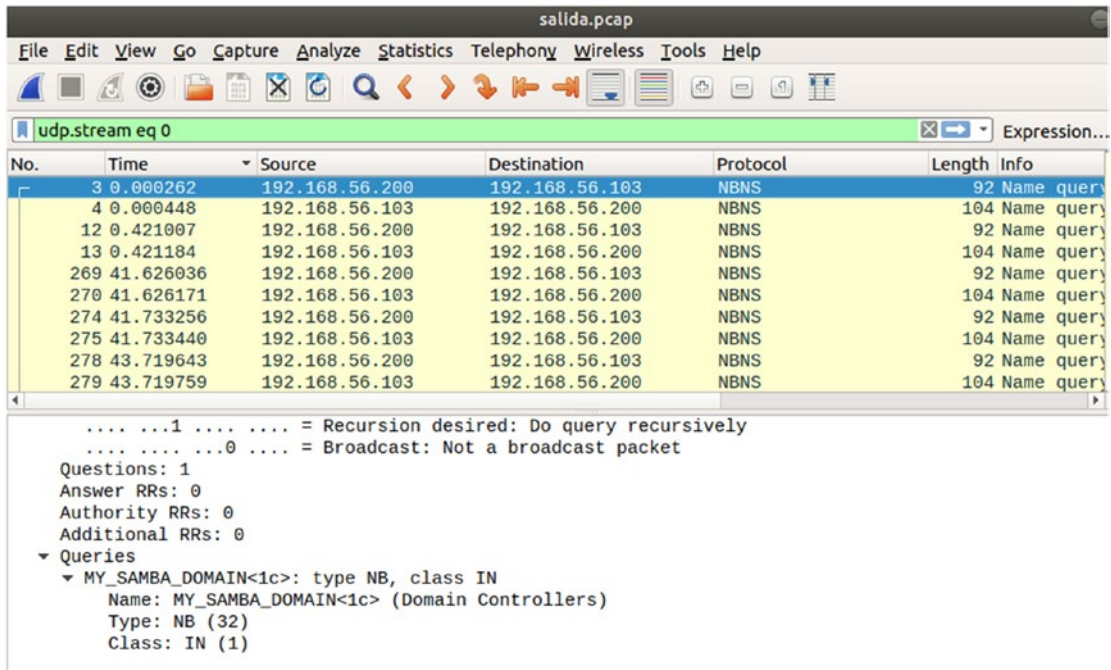 salida.pcap
File Edit View Go Capture Analyze Statistics Telephony Wireless Tools Help
udp.stream eq 0 Expression...
No. Time Source Destination Protocol Length Info
3 0.000262 192.168.56.200 192.168.56.103 NBNS 92 Name query
4 0.000448 192.168.56.103 192.168.56.200 NBNS 104 Name query
12 0.421007 192.168.56.200 192.168.56.103 NBNS 92 Name query
13 0.421184 192.168.56.103 192.168.56.200 NBNS 104 Name query
269 41.626036 192.168.56.200 192.168.56.103 NBNS 92 Name query
270 41.626171 192.168.56.103 192.168.56.200 NBNS 104 Name query
274 41.733256 192.168.56.200 192.168.56.103 NBNS 92 Name query
275 41.733440 192.168.56.103 192.168.56.200 NBNS 104 Name query
278 43.719643 192.168.56.200 192.168.56.103 NBNS 92 Name query
279 43.719759 192.168.56.103 192.168.56.200 NBNS 104 Name query
.... ...1 .... .... = Recursion desired: Do query recursively
.... .... ...0 .... = Broadcast: Not a broadcast packet
Questions: 1
Answer RRs: 0
Authority RRs: 0
Additional RRs: 0
Queries
MY_SAMBA_DOMAIN<1c>: type NB, class IN
Name: MY_SAMBA_DOMAIN<1c> (Domain Controllers)
Type: NB (32)
Class: IN (1)